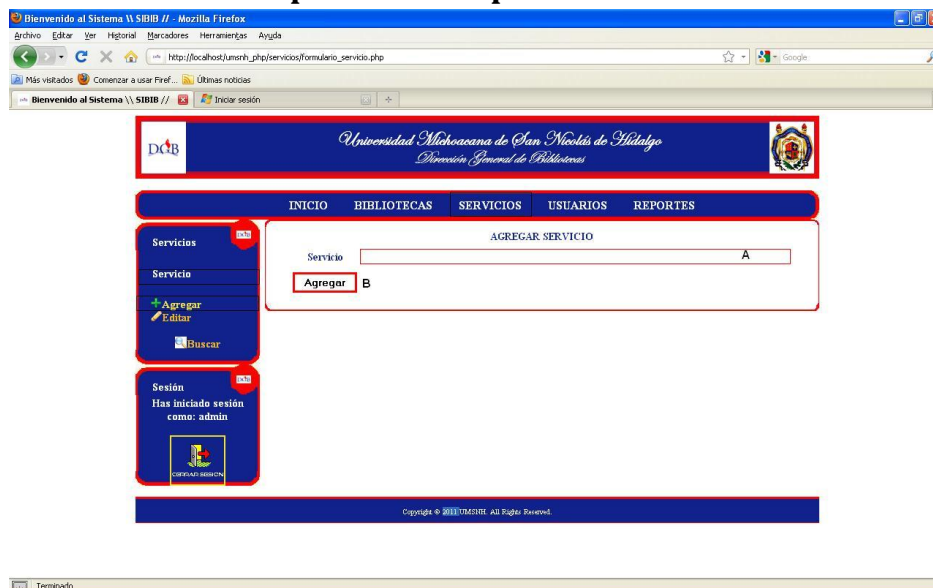 Bienvenido al Sistema \\ SIBIB // - Mozilla Firefox
Archivo Editar Ver Historial Marcadores Herramientas Ayuda
http://localhost/umsnh_php/servicios/formulario_servicio.php
Google
Más visitados Comenzar a usar Firef... Últimas noticias
Bienvenido al Sistema \\ SIBIB // Iniciar sesión
DGB
Universidad Michoacana de San Nicolás de Hidalgo
Dirección General de Bibliotecas
INICIO BIBLIOTECAS SERVICIOS USUARIOS REPORTES
Servicios
DGB
Servicio
Agregar
Editar
Buscar
AGREGAR SERVICIO
Servicio A
Agregar B
Sesión
DGB
Has iniciado sesión
como: admin
CERRAR SESION
Copyright © 2011 UMSNH. All Rights Reserved.
Terminado